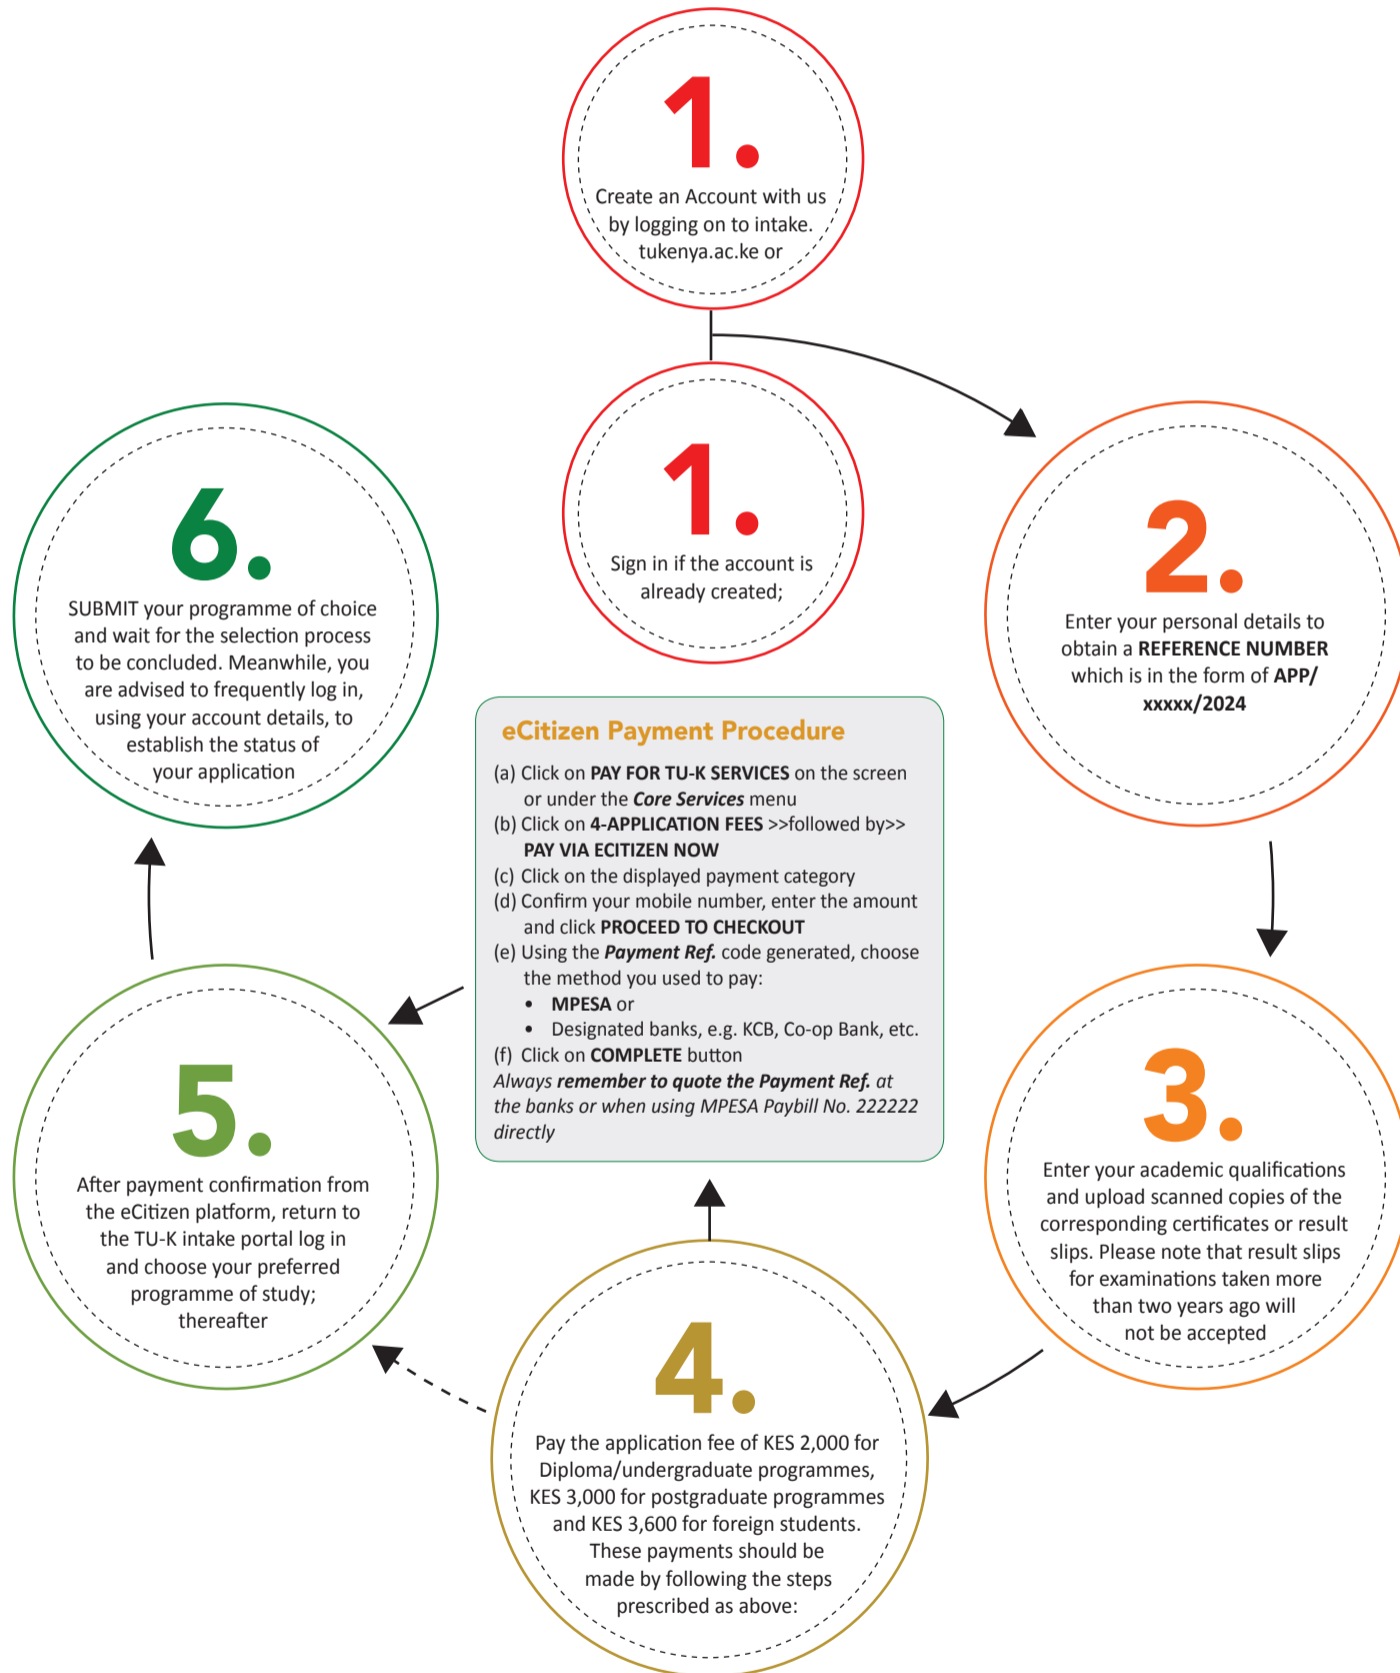 1.
Create an Account with us
by logging on to intake.
tukenya.ac.ke or
1.
Sign in if the account is
already created;
2.
Enter your personal details to
obtain a REFERENCE NUMBER
which is in the form of APP/
xxxxx/2024
3.
Enter your academic qualifications
and upload scanned copies of the
corresponding certificates or result
slips. Please note that result slips
for examinations taken more
than two years ago will
not be accepted
4.
Pay the application fee of KES 2,000 for
Diploma/undergraduate programmes,
KES 3,000 for postgraduate programmes
and KES 3,600 for foreign students.
These payments should be
made by following the steps
prescribed as above:
eCitizen Payment Procedure
(a) Click on PAY FOR TU-K SERVICES on the screen
or under the Core Services menu
(b) Click on 4-APPLICATION FEES >>followed by>>
PAY VIA ECITIZEN NOW
(c) Click on the displayed payment category
(d) Confirm your mobile number, enter the amount
and click PROCEED TO CHECKOUT
(e) Using the Payment Ref. code generated, choose
the method you used to pay:
• MPESA or
• Designated banks, e.g. KCB, Co-op Bank, etc.
(f) Click on COMPLETE button
Always remember to quote the Payment Ref. at
the banks or when using MPESA Paybill No. 222222
directly
5.
After payment confirmation from
the eCitizen platform, return to
the TU-K intake portal log in
and choose your preferred
programme of study;
thereafter
6.
SUBMIT your programme of choice
and wait for the selection process
to be concluded. Meanwhile, you
are advised to frequently log in,
using your account details, to
establish the status of
your application